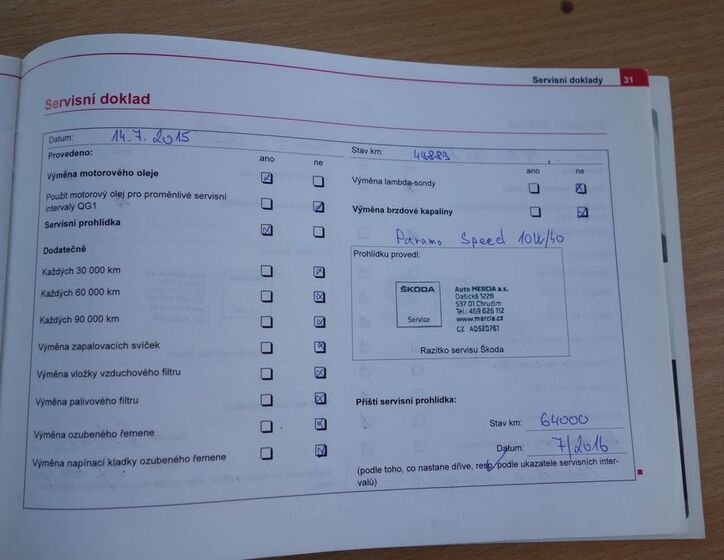 Servisní doklady 31
Servisní doklad
Datum: 14.7. 2015
Stav km: 49889
Provedeno: ano ne
ano ne
Výměna motorového oleje
Výměna lambda-sondy
Použit motorový olej pro proměnlivé servisní
intervaly QG1
Výměna brzdové kapaliny
Servisní prohlídka
Paramo Speed 10W/40
Dodatečně
Prohlídku provedl:
Každých 30 000 km
Každých 60 000 km
Každých 90 000 km
Výměna zapalovacích svíček
Výměna vložky vzduchového filtru
Výměna palivového filtru
Výměna ozubeného řemene
Výměna napínací kladky ozubeného řemene
ŠKODA
Service
Auto MERCIA a.s.
Dašická 1228
537 01 Chrudim
Tel.: 469 626 112
www.mercia.cz
CZ A0520761
Razítko servisu Škoda
Příští servisní prohlídka:
Stav km: 64000
Datum: 7/2016
(podle toho, co nastane dříve, resp. podle ukazatele servisních inter-
valů)